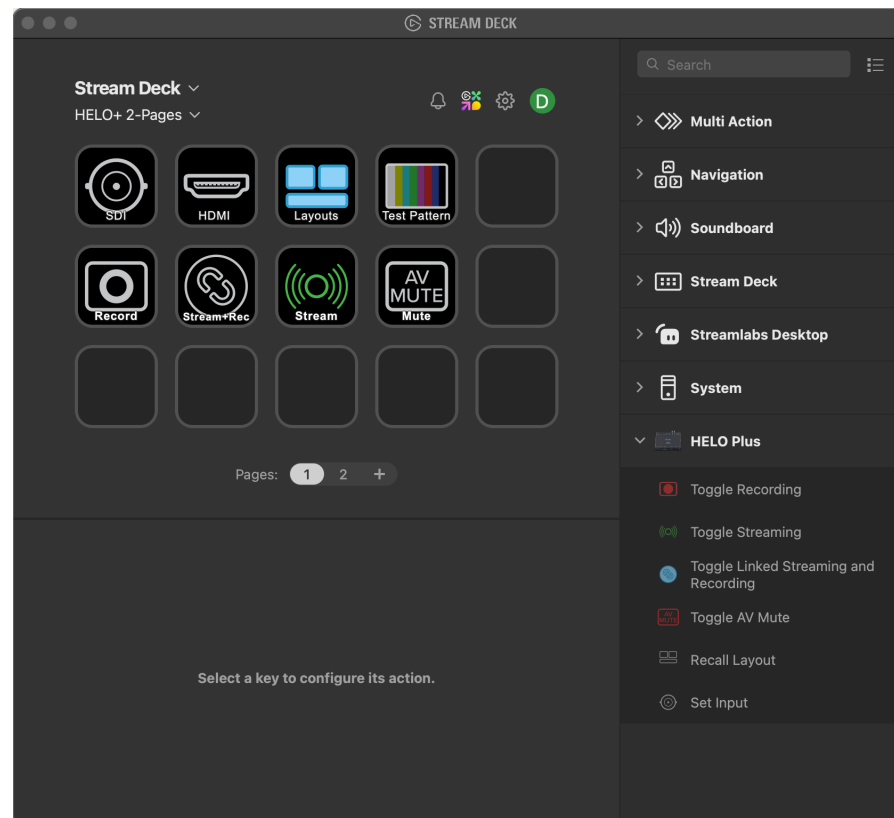 STREAM DECK
Stream Deck
HELO+ 2-Pages
D
SDI
HDMI
Layouts
Test Pattern
Record
Stream+Rec
Stream
AV
MUTE
Mute
Pages: 1 2 +
Select a key to configure its action.
Search
Multi Action
Navigation
Soundboard
Stream Deck
Streamlabs Desktop
System
HELO Plus
Toggle Recording
Toggle Streaming
Toggle Linked Streaming and
Recording
AV
MUTE
Toggle AV Mute
Recall Layout
Set Input